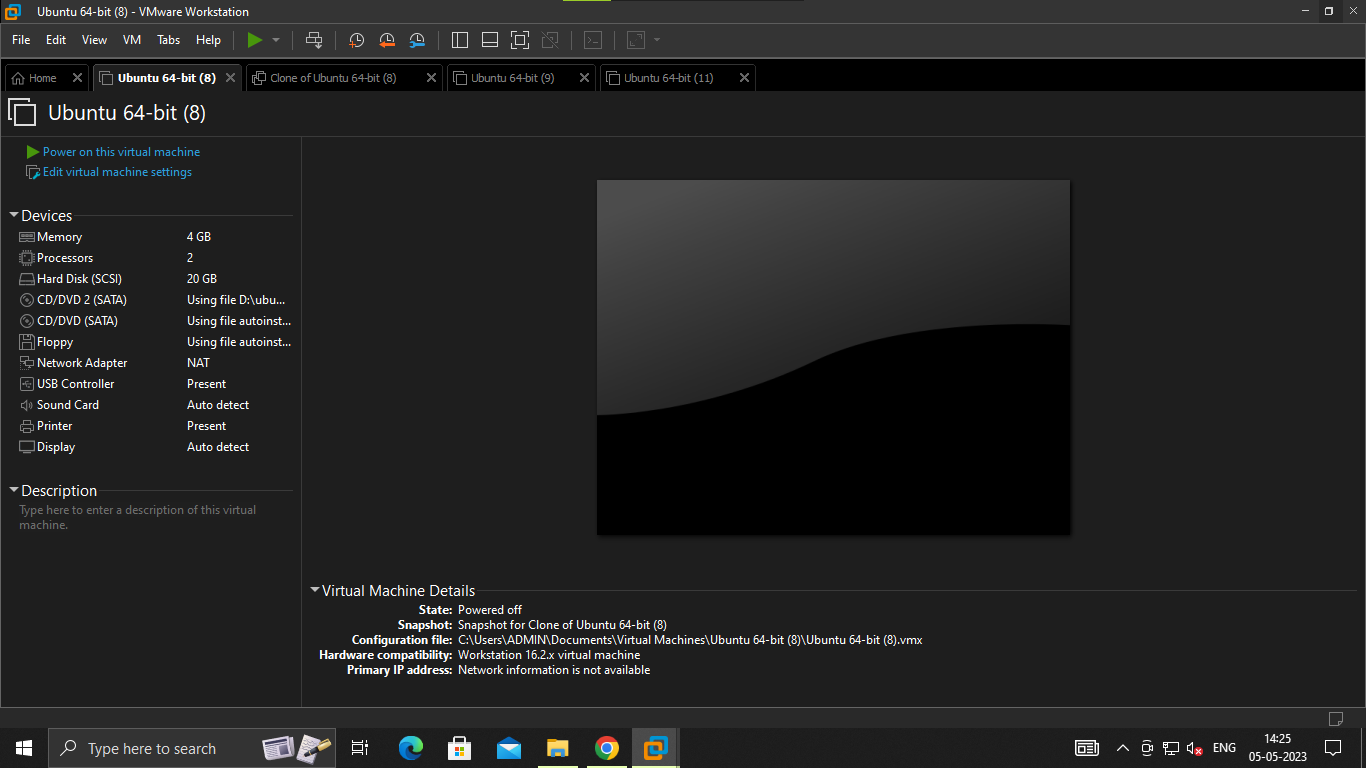 Ubuntu 64-bit (8) - VMware Workstation
File Edit View VM Tabs Help
Home Ubuntu 64-bit (8) Clone of Ubuntu 64-bit (8) Ubuntu 64-bit (9) Ubuntu 64-bit (11)
Ubuntu 64-bit (8)
Power on this virtual machine
Edit virtual machine settings
Devices
Memory 4 GB
Processors 2
Hard Disk (SCSI) 20 GB
CD/DVD 2 (SATA) Using file D:\ubu...
CD/DVD (SATA) Using file autoinst...
Floppy Using file autoinst...
Network Adapter NAT
USB Controller Present
Sound Card Auto detect
Printer Present
Display Auto detect
Description
Type here to enter a description of this virtual
machine.
Virtual Machine Details
State: Powered off
Snapshot: Snapshot for Clone of Ubuntu 64-bit (8)
Configuration file: C:\Users\ADMIN\Documents\Virtual Machines\Ubuntu 64-bit (8)\Ubuntu 64-bit (8).vmx
Hardware compatibility: Workstation 16.2.x virtual machine
Primary IP address: Network information is not available
Type here to search
ENG
14:25
05-05-2023